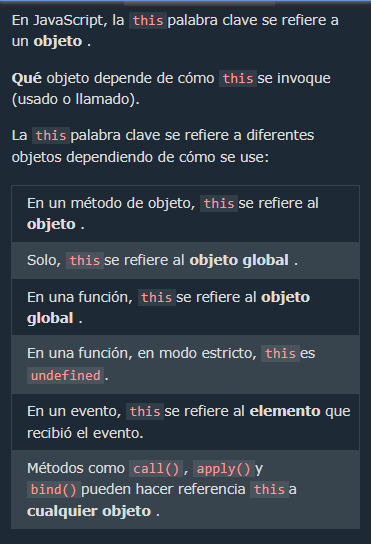 En JavaScript, la this palabra clave se refiere a
un objeto .
Qué objeto depende de cómo this se invoque
(usado o llamado).
La this palabra clave se refiere a diferentes
objetos dependiendo de cómo se use:
En un método de objeto, this se refiere al
objeto .
Solo, this se refiere al objeto global .
En una función, this se refiere al objeto
global .
En una función, en modo estricto, this es
undefined.
En un evento, this se refiere al elemento que
recibió el evento.
Métodos como call() , apply() y
bind() pueden hacer referencia this a
cualquier objeto .